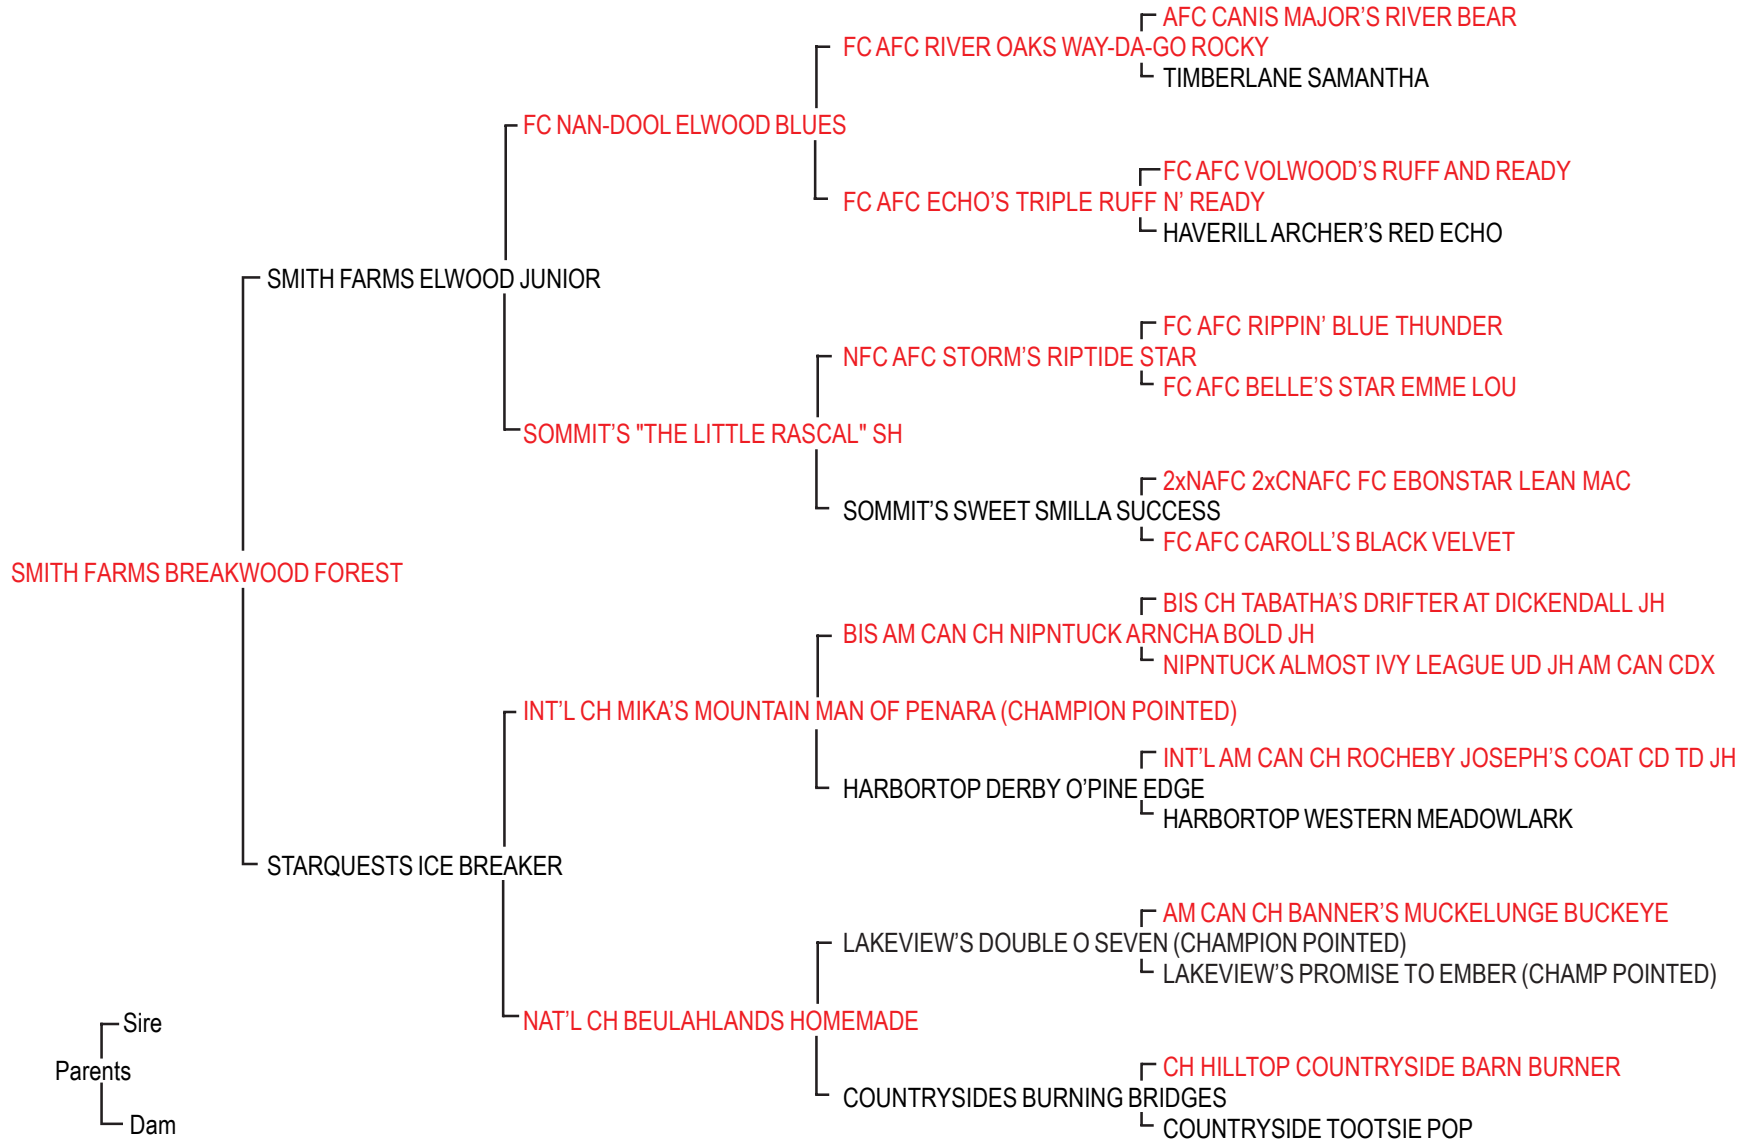 AFC CANIS MAJOR'S RIVER BEAR
FC AFC RIVER OAKS WAY-DA-GO ROCKY
TIMBERLANE SAMANTHA
FC NAN-DOOL ELWOOD BLUES
FC AFC VOLWOOD'S RUFF AND READY
FC AFC ECHO'S TRIPLE RUFF N' READY
HAVERILL ARCHER'S RED ECHO
SMITH FARMS ELWOOD JUNIOR
FC AFC RIPPIN' BLUE THUNDER
NFC AFC STORM'S RIPTIDE STAR
FC AFC BELLE'S STAR EMME LOU
SOMMIT'S "THE LITTLE RASCAL" SH
2xNAFC 2xCNAFC FC EBONSTAR LEAN MAC
SOMMIT'S SWEET SMILLA SUCCESS
FC AFC CAROLL'S BLACK VELVET
SMITH FARMS BREAKWOOD FOREST
BIS CH TABATHA'S DRIFTER AT DICKENDALL JH
BIS AM CAN CH NIPNTUCK ARNCHA BOLD JH
NIPNTUCK ALMOST IVY LEAGUE UD JH AM CAN CDX
INT'L CH MIKA'S MOUNTAIN MAN OF PENARA (CHAMPION POINTED)
INT'L AM CAN CH ROCHEBY JOSEPH'S COAT CD TD JH
HARBORTOP DERBY O'PINE EDGE
HARBORTOP WESTERN MEADOWLARK
STARQUESTS ICE BREAKER
AM CAN CH BANNER'S MUCKELUNGE BUCKEYE
LAKEVIEW'S DOUBLE O SEVEN (CHAMPION POINTED)
LAKEVIEW'S PROMISE TO EMBER (CHAMP POINTED)
NAT'L CH BEULAHLANDS HOMEMADE
CH HILLTOP COUNTRYSIDE BARN BURNER
COUNTRYSIDES BURNING BRIDGES
COUNTRYSIDE TOOTSIE POP
Sire
Parents
Dam